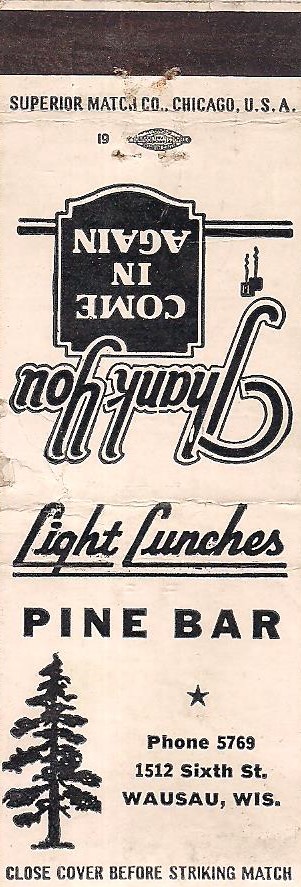 SUPERIOR MATCH CO., CHICAGO, U.S.A.
19
Thank You
COME
IN
AGAIN
Light Lunches
PINE BAR
Phone 5769
1512 Sixth St.
WAUSAU, WIS.
CLOSE COVER BEFORE STRIKING MATCH